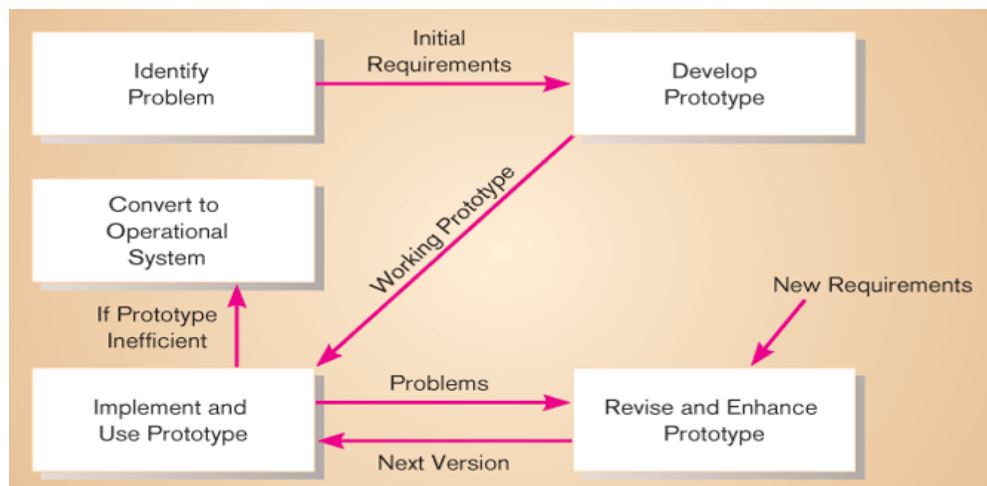 Identify
Problem
Initial
Requirements
Develop
Prototype
Convert to
Operational
System
Working Prototype
New Requirements
If Prototype
Inefficient
Implement and
Use Prototype
Problems
Next Version
Revise and Enhance
Prototype